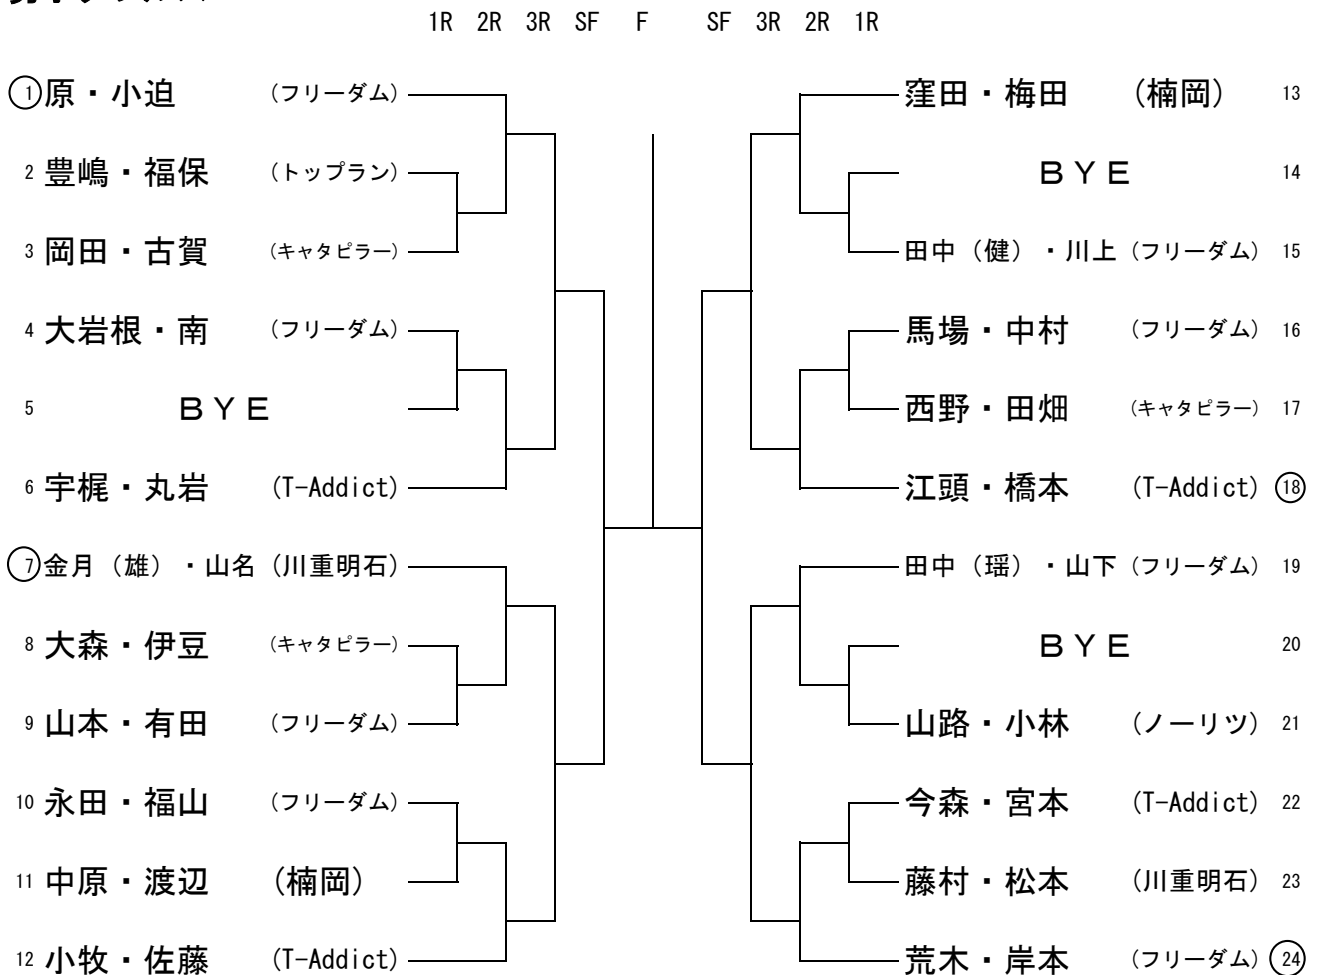 1R 2R 3R SF F SF 3R 2R 1R
1 原・小迫 (フリーダム)
2 豊嶋・福保 (トップラン)
3 岡田・古賀 (キャタピラー)
4 大岩根・南 (フリーダム)
5 ＢＹＥ
6 宇梶・丸岩 (T-Addict)
7 金月（雄）・山名 (川重明石)
8 大森・伊豆 (キャタピラー)
9 山本・有田 (フリーダム)
10 永田・福山 (フリーダム)
11 中原・渡辺 (楠岡)
12 小牧・佐藤 (T-Addict)
窪田・梅田 (楠岡) 13
ＢＹＥ 14
田中（健）・川上 (フリーダム) 15
馬場・中村 (フリーダム) 16
西野・田畑 (キャタピラー) 17
江頭・橋本 (T-Addict) 18
田中（瑶）・山下 (フリーダム) 19
ＢＹＥ 20
山路・小林 (ノーリツ) 21
今森・宮本 (T-Addict) 22
藤村・松本 (川重明石) 23
荒木・岸本 (フリーダム) 24